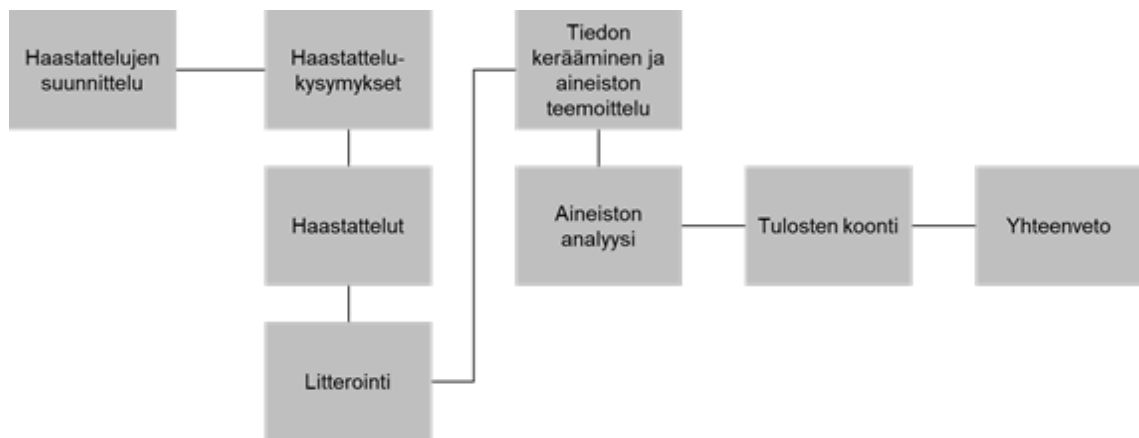 Haastattelujen
suunnittelu
Haastattelu-
kysymykset
Haastattelut
Litterointi
Tiedon
kerääminen ja
aineiston
teemoittelu
Aineiston
analyysi
Tulosten koonti
Yhteenveto